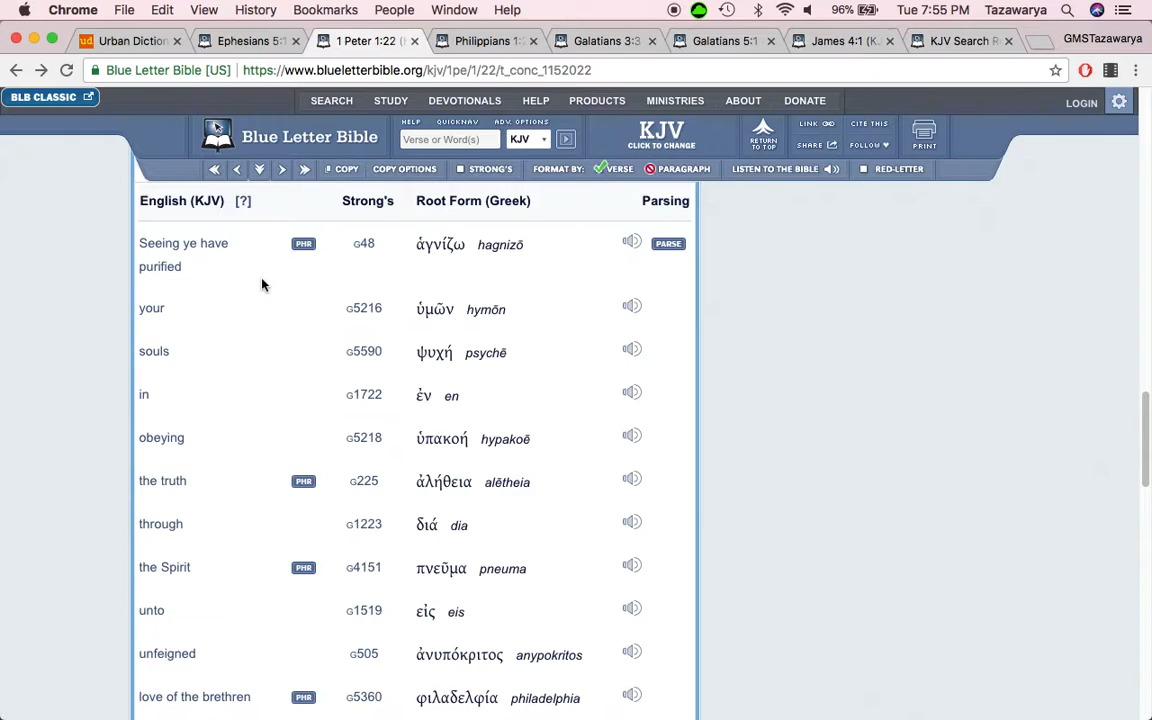 Chrome File Edit View History Bookmarks People Window Help 96% Tue 7:55 PM Tazawarya
Urban Diction Ephesians 5:1 1 Peter 1:22 (K Philippians 1:2 Galatians 3:3 Galatians 5:1 James 4:1 (K KJV Search Re GMSTazawarya
Blue Letter Bible [US] https://www.blueletterbible.org/kjv/1pe/1/22/t_conc_1152022
BLB CLASSIC SEARCH STUDY DEVOTIONALS HELP PRODUCTS MINISTRIES ABOUT DONATE LOGIN
HELP QUICKNAV ADV. OPTIONS
Blue Letter Bible Verse or Word(s) KJV KJV CLICK TO CHANGE RETURN TO TOP LINK CITE THIS SHARE FOLLOW PRINT
COPY COPY OPTIONS STRONG'S FORMAT BY: VERSE PARAGRAPH LISTEN TO THE BIBLE RED-LETTER
English (KJV) [?] Strong's Root Form (Greek) Parsing
Seeing ye have PHR G48 ἁγνίζω hagnizō PARSE
purified
your G5216 ὑμῶν hymōn
souls G5590 ψυχή psychē
in G1722 ἐν en
obeying G5218 ὑπακοή hypakoē
the truth PHR G225 ἀλήθεια alētheia
through G1223 διά dia
the Spirit PHR G4151 πνεῦμα pneuma
unto G1519 εἰς eis
unfeigned G505 ἀνυπόκριτος anypokritos
love of the brethren PHR G5360 φιλαδελφία philadelphia